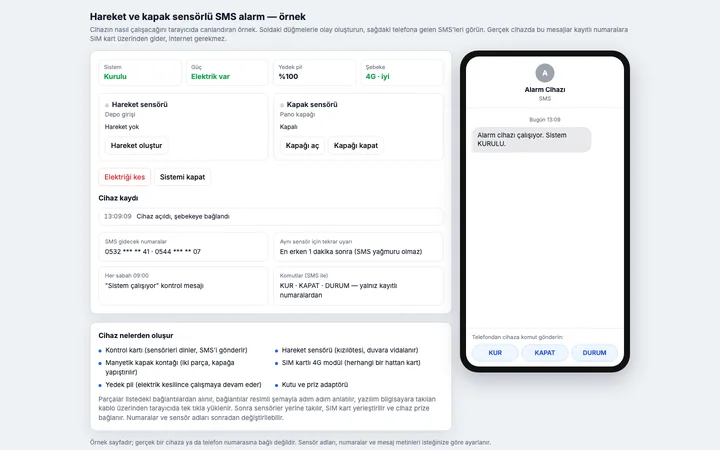 Hareket ve kapak sensörlü SMS alarm — örnek
Cihazın nasıl çalışacağını tarayıcıda canlandıran örnek. Soldaki düğmelerle olay oluşturun, sağdaki telefona gelen SMS'leri görün. Gerçek cihazda bu mesajlar kayıtlı numaralara
SIM kart üzerinden gider, internet gerekmez.
Sistem
Kurulu
Güç
Elektrik var
Yedek pil
%100
Şebeke
4G · iyi
Hareket sensörü
Depo girişi
Hareket yok
Hareket oluştur
Kapak sensörü
Pano kapağı
Kapalı
Kapağı aç
Kapağı kapat
Elektriği kes
Sistemi kapat
Cihaz kaydı
13:09:09 Cihaz açıldı, şebekeye bağlandı
SMS gidecek numaralar
0532 *** ** 41 · 0544 *** ** 07
Aynı sensör için tekrar uyarı
En erken 1 dakika sonra (SMS yağmuru olmaz)
Her sabah 09:00
"Sistem çalışıyor" kontrol mesajı
Komutlar (SMS ile)
KUR · KAPAT · DURUM — yalnız kayıtlı
numaralardan
Cihaz nelerden oluşur
Kontrol kartı (sensörleri dinler, SMS'i gönderir)
Hareket sensörü (kızılötesi, duvara vidalanır)
Manyetik kapak kontağı (iki parça, kapağa
yapıştırılır)
SIM kartlı 4G modül (herhangi bir hattan kart)
Yedek pil (elektrik kesilince çalışmaya devam eder)
Kutu ve priz adaptörü
Parçalar listedeki bağlantılardan alınır, bağlantılar resimli şemayla adım adım anlatılır, yazılım bilgisayara takılan
kablo üzerinden tarayıcıda tek tıkla yüklenir. Sonra sensörler yerine takılır, SIM kart yerleştirilir ve cihaz prize
bağlanır. Numaralar ve sensör adları sonradan değiştirilebilir.
Örnek sayfadır; gerçek bir cihaza ya da telefon numarasına bağlı değildir. Sensör adları, numaralar ve mesaj metinleri isteğinize göre ayarlanır.
A
Alarm Cihazı
SMS
Bugün 13:09
Alarm cihazı çalışıyor. Sistem
KURULU.
Telefondan cihaza komut gönderin:
KUR
KAPAT
DURUM